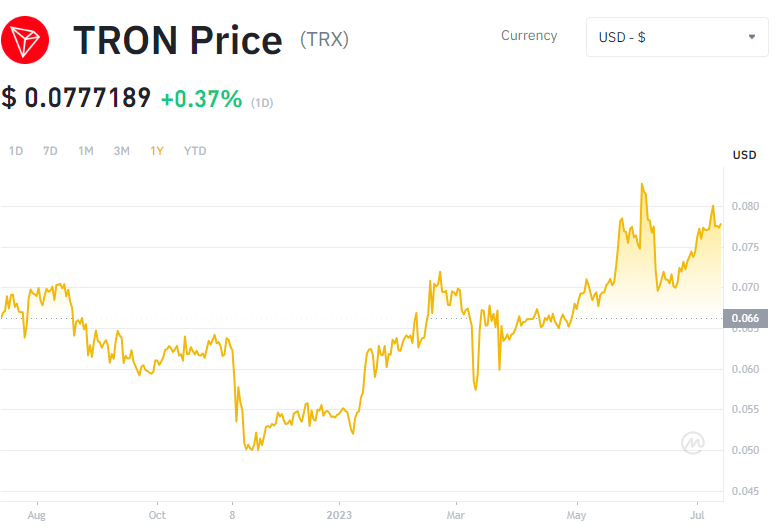 TRON Price (TRX)
Currency
USD - $
$ 0.0777189 +0.37% (1D)
1D 7D 1M 3M 1Y YTD
USD
0.080
0.075
0.070
0.066
0.060
0.055
0.050
0.045
Aug Oct 8 2023 Mar May Jul